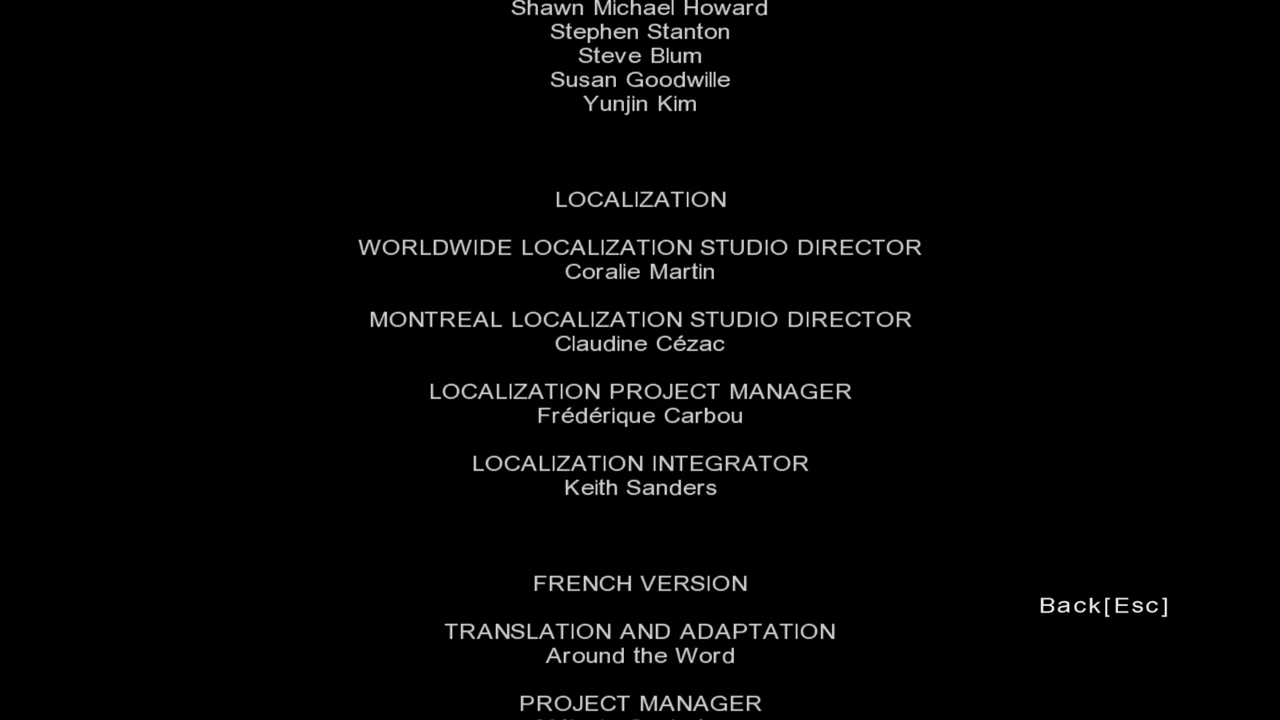 Shawn Michael Howard
Stephen Stanton
Steve Blum
Susan Goodwille
Yunjin Kim
LOCALIZATION
WORLDWIDE LOCALIZATION STUDIO DIRECTOR
Coralie Martin
MONTREAL LOCALIZATION STUDIO DIRECTOR
Claudine Cézac
LOCALIZATION PROJECT MANAGER
Frédérique Carbou
LOCALIZATION INTEGRATOR
Keith Sanders
FRENCH VERSION
Back[Esc]
TRANSLATION AND ADAPTATION
Around the Word
PROJECT MANAGER